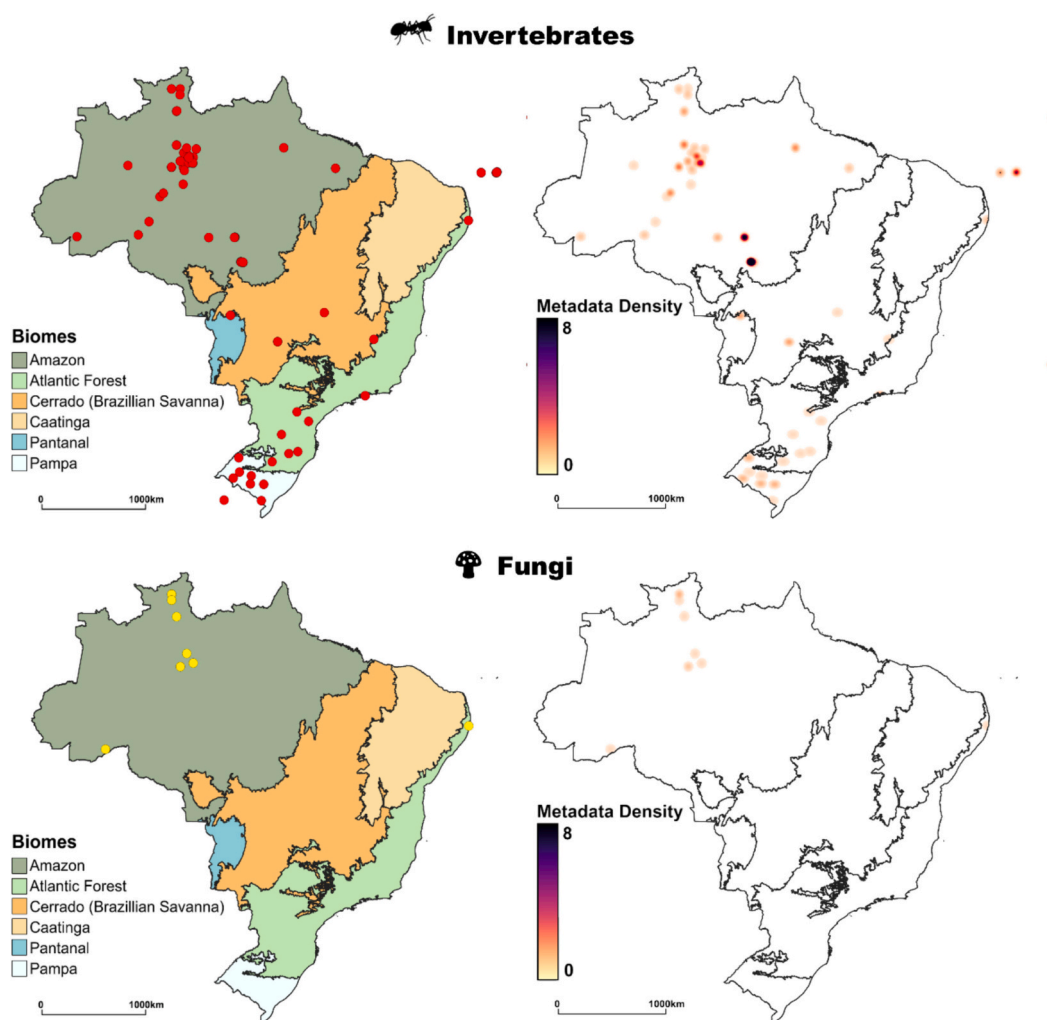 Invertebrates
Biomes
Amazon
Atlantic Forest
Cerrado (Brazillian Savanna)
Caatinga
Pantanal
Pampa
0 1000km
Metadata Density
8
0
0 1000km
Fungi
Biomes
Amazon
Atlantic Forest
Cerrado (Brazillian Savanna)
Caatinga
Pantanal
Pampa
0 1000km
Metadata Density
8
0
0 1000km